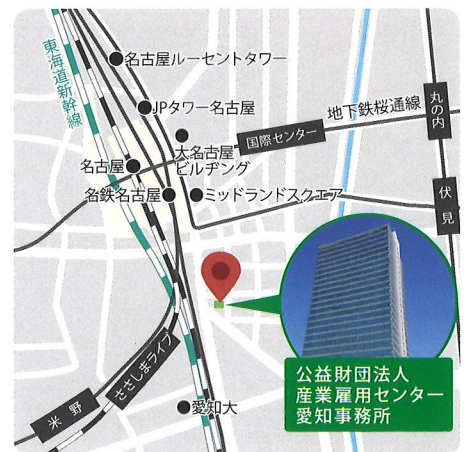 東海道新幹線
名古屋ルーセントタワー
JPタワー名古屋
大名古屋
ビルヂング
国際センター
地下鉄桜通線
丸の内
名古屋
名鉄名古屋
ミッドランドスクエア
伏見
米野
ささしまライブ
愛知大
公益財団法人
産業雇用センター
愛知事務所